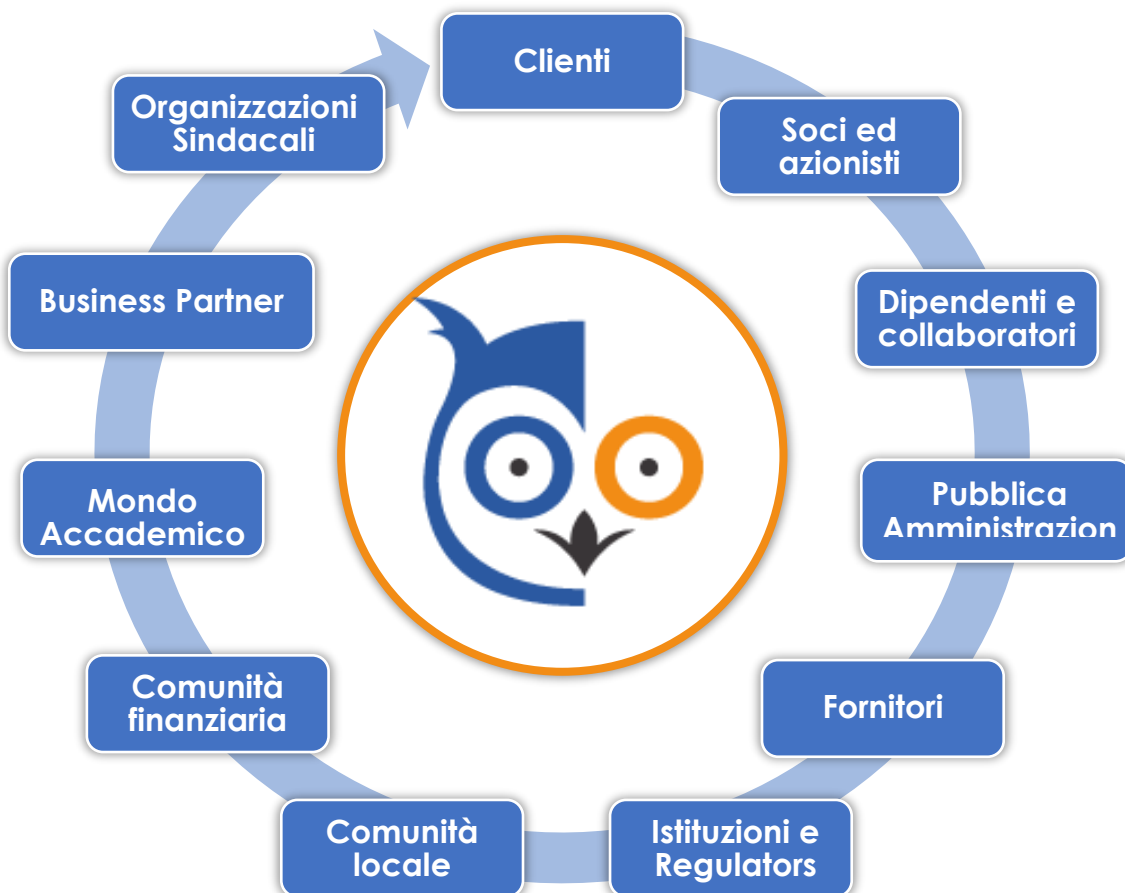 Clienti
Soci ed
azionisti
Dipendenti e
collaboratori
Pubblica
Amministrazion
Fornitori
Istituzioni e
Regulators
Comunità
locale
Comunità
finanziaria
Mondo
Accademico
Business Partner
Organizzazioni
Sindacali